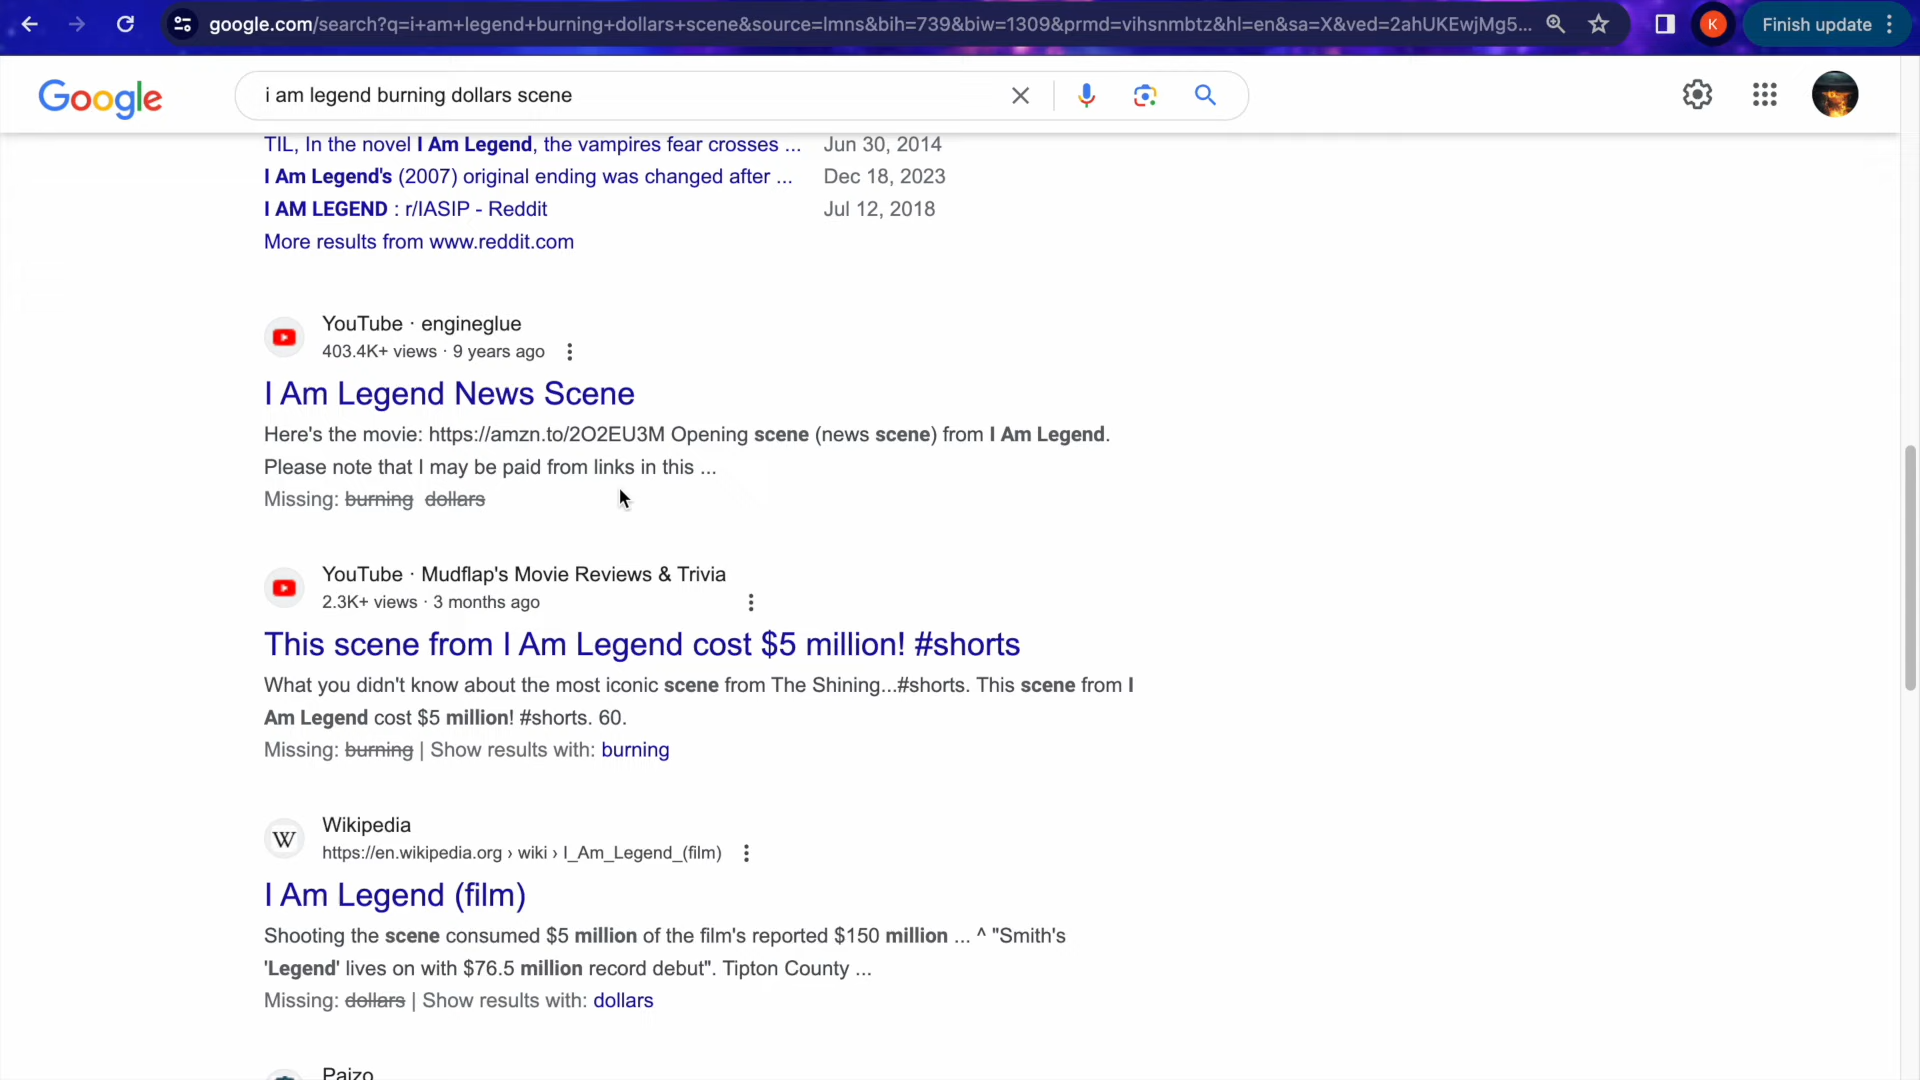 google.com/search?q=i+am+legend+burning+dollars+scene&source=lmns&bih=739&biw=1309&prmd=vihsnmbtz&hl=en&sa=X&ved=2ahUKEwjMg5...
K
Finish update
Google
i am legend burning dollars scene
TIL, In the novel I Am Legend, the vampires fear crosses ... Jun 30, 2014
I Am Legend's (2007) original ending was changed after ... Dec 18, 2023
I AM LEGEND : r/IASIP - Reddit Jul 12, 2018
More results from www.reddit.com
YouTube · engineglue
403.4K+ views · 9 years ago
I Am Legend News Scene
Here's the movie: https://amzn.to/2O2EU3M Opening scene (news scene) from I Am Legend.
Please note that I may be paid from links in this ...
Missing: burning dollars
YouTube · Mudflap's Movie Reviews & Trivia
2.3K+ views · 3 months ago
This scene from I Am Legend cost $5 million! #shorts
What you didn't know about the most iconic scene from The Shining...#shorts. This scene from I
Am Legend cost $5 million! #shorts. 60.
Missing: burning | Show results with: burning
W
Wikipedia
https://en.wikipedia.org › wiki › I_Am_Legend_(film)
I Am Legend (film)
Shooting the scene consumed $5 million of the film's reported $150 million ... ^ "Smith's
'Legend' lives on with $76.5 million record debut". Tipton County ...
Missing: dollars | Show results with: dollars
Paizo